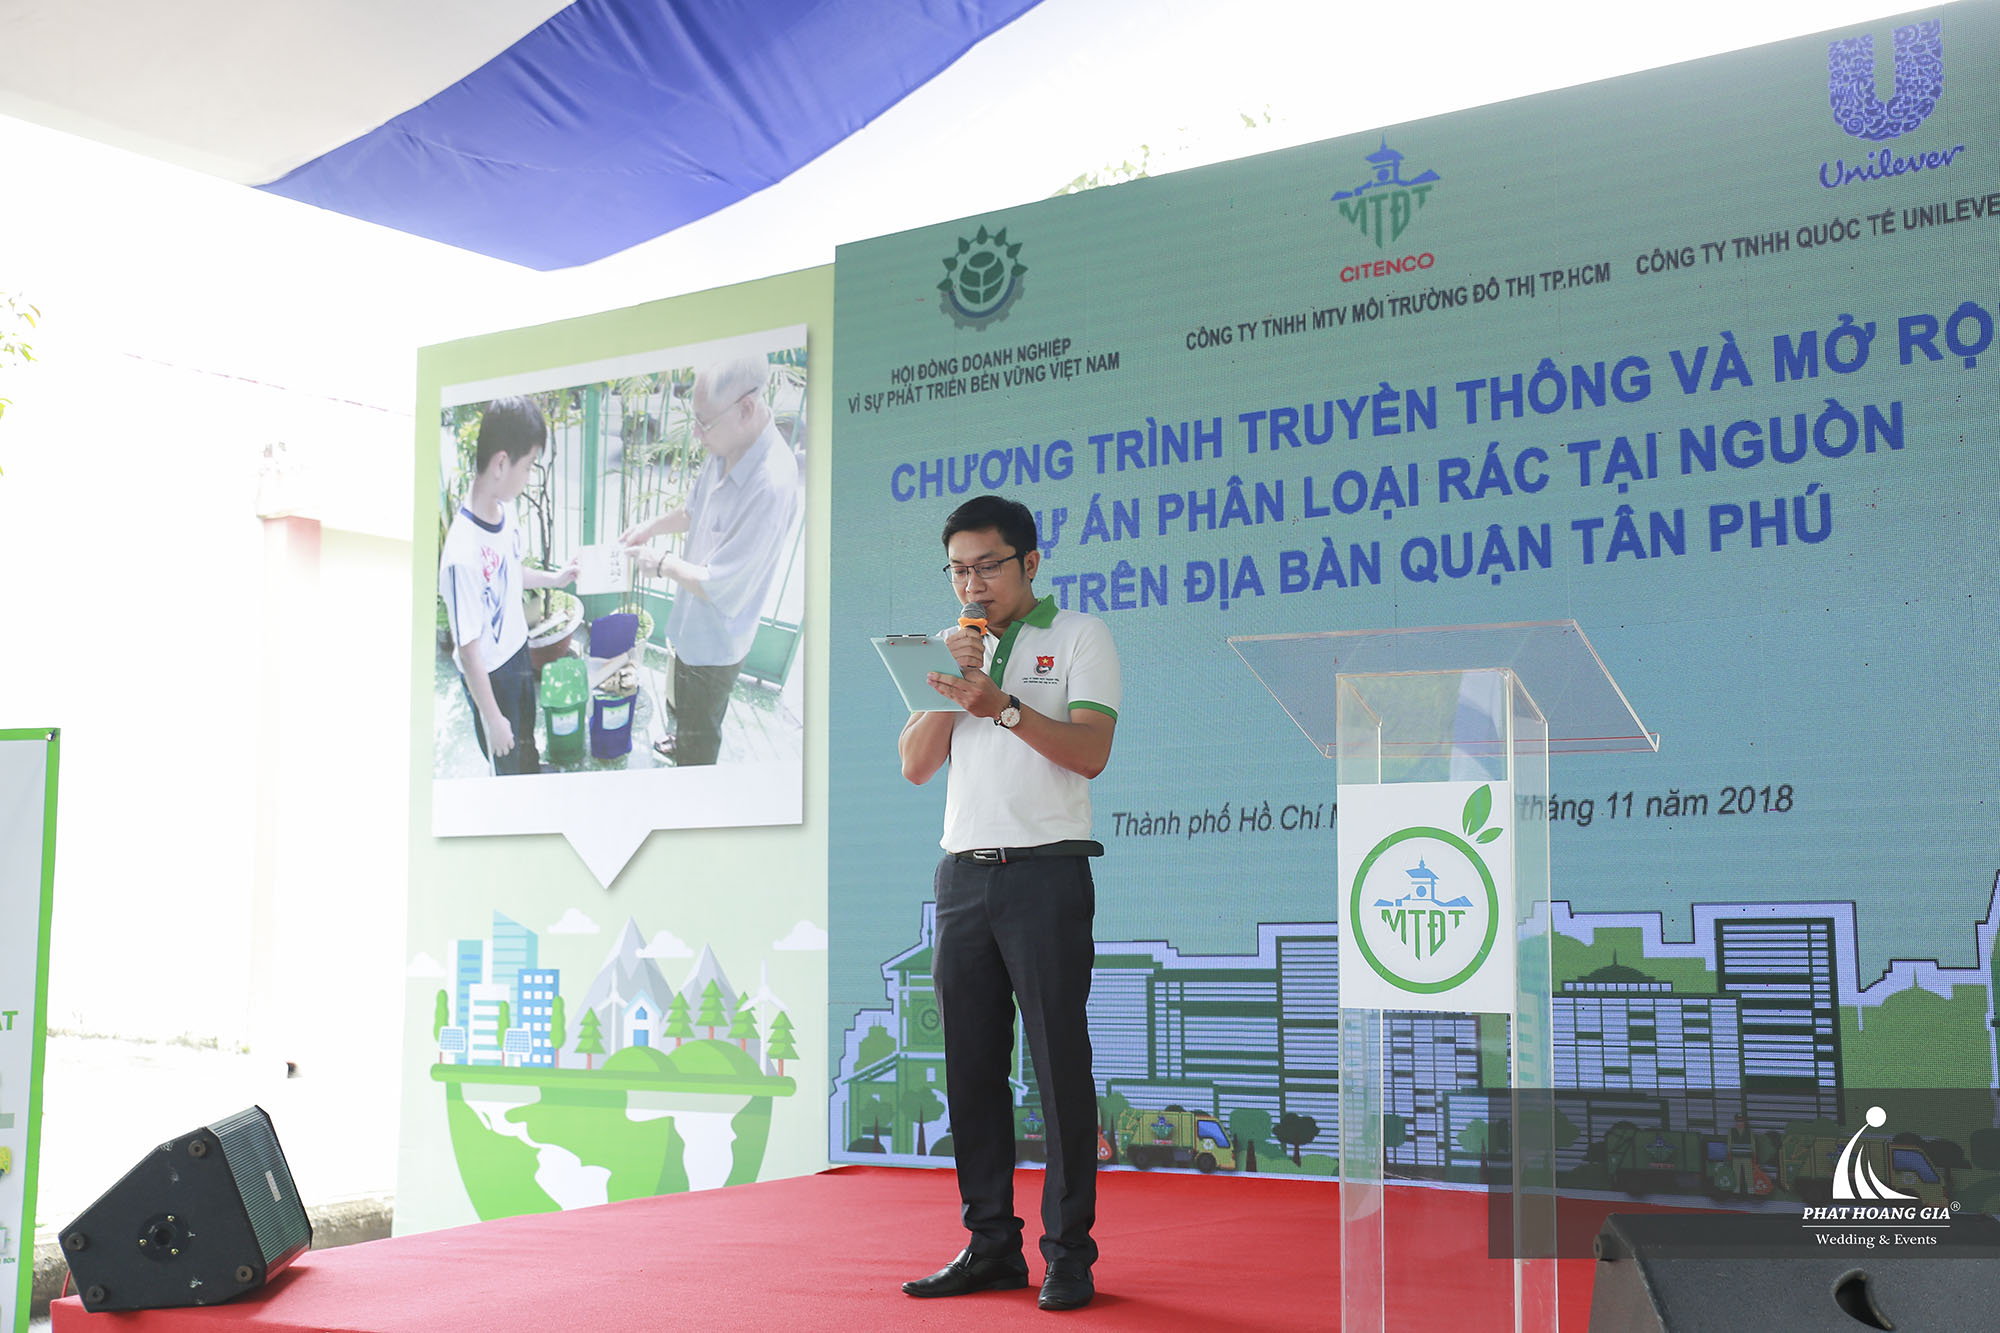 Unilever
MTĐT
CITENCO
HỘI ĐỒNG DOANH NGHIỆP
VÌ SỰ PHÁT TRIỂN BỀN VỮNG VIỆT NAM
CÔNG TY TNHH MTV MÔI TRƯỜNG ĐÔ THỊ TP.HCM
CÔNG TY TNHH QUỐC TẾ UNILEVE
CHƯƠNG TRÌNH TRUYỀN THÔNG VÀ MỞ RỘ
Ự ÁN PHÂN LOẠI RÁC TẠI NGUỒN
TRÊN ĐỊA BÀN QUẬN TÂN PHÚ
Thành phố Hồ Chí tháng 11 năm 2018
MTĐT
PHAT HOANG GIA®
Wedding & Events